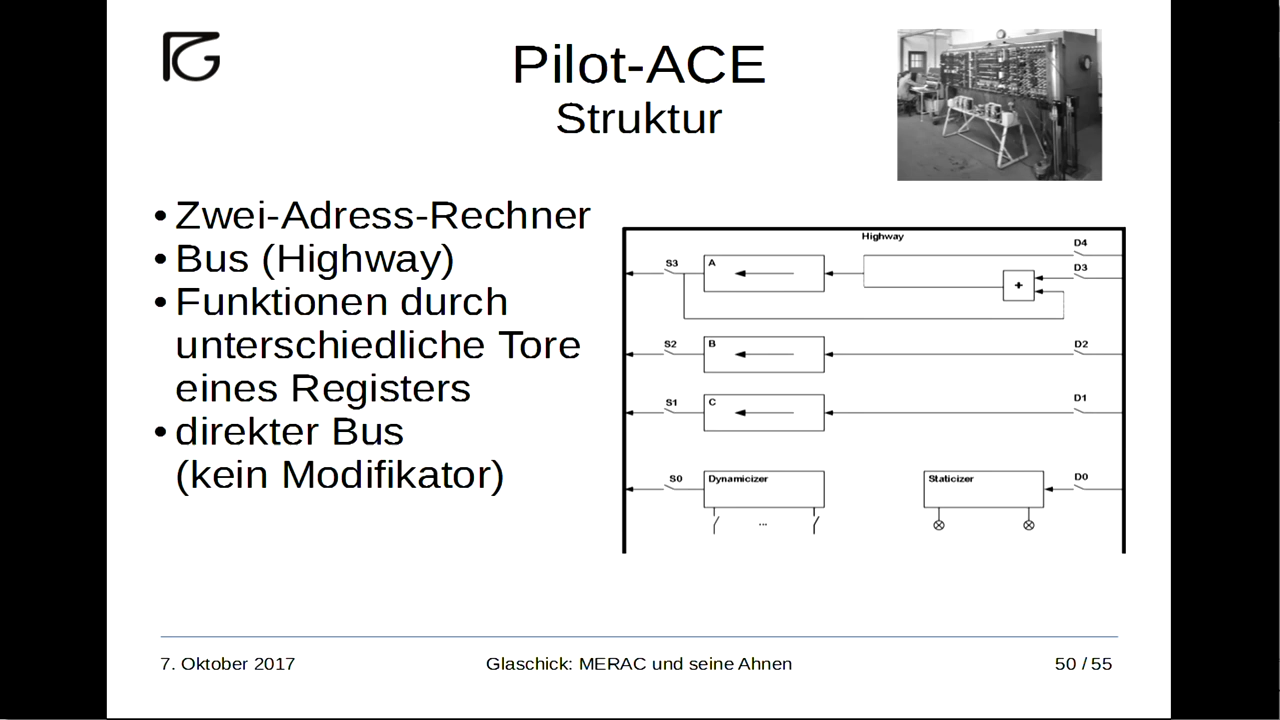 Pilot-ACE
Struktur
• Zwei-Adress-Rechner
• Bus (Highway)
• Funktionen durch
unterschiedliche Tore
eines Registers
• direkter Bus
(kein Modifikator)
Highway
D4
S3
A
D3
+
S2
B
D2
S1
C
D1
S0
Dynamicizer
...
Staticizer
D0
7. Oktober 2017
Glaschick: MERAC und seine Ahnen
50 / 55